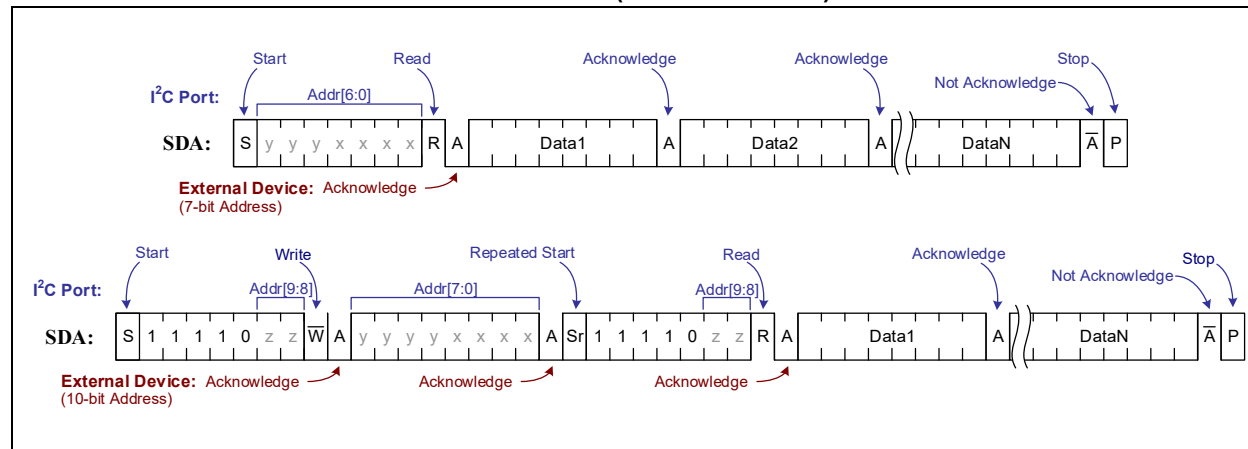 Start Read Acknowledge Acknowledge Stop
Not Acknowledge
I²C Port: Addr[6:0]
SDA: S y y y x x x x R A Data1 A Data2 A DataN A̅ P
External Device: Acknowledge
(7-bit Address)
Start Write Repeated Start Read Acknowledge Stop
Not Acknowledge
I²C Port: Addr[9:8] Addr[7:0] Addr[9:8]
SDA: S 1 1 1 1 0 z z W̅ A y y y y x x x x A Sr 1 1 1 1 0 z z R A Data1 A DataN A̅ P
External Device: Acknowledge Acknowledge Acknowledge
(10-bit Address)